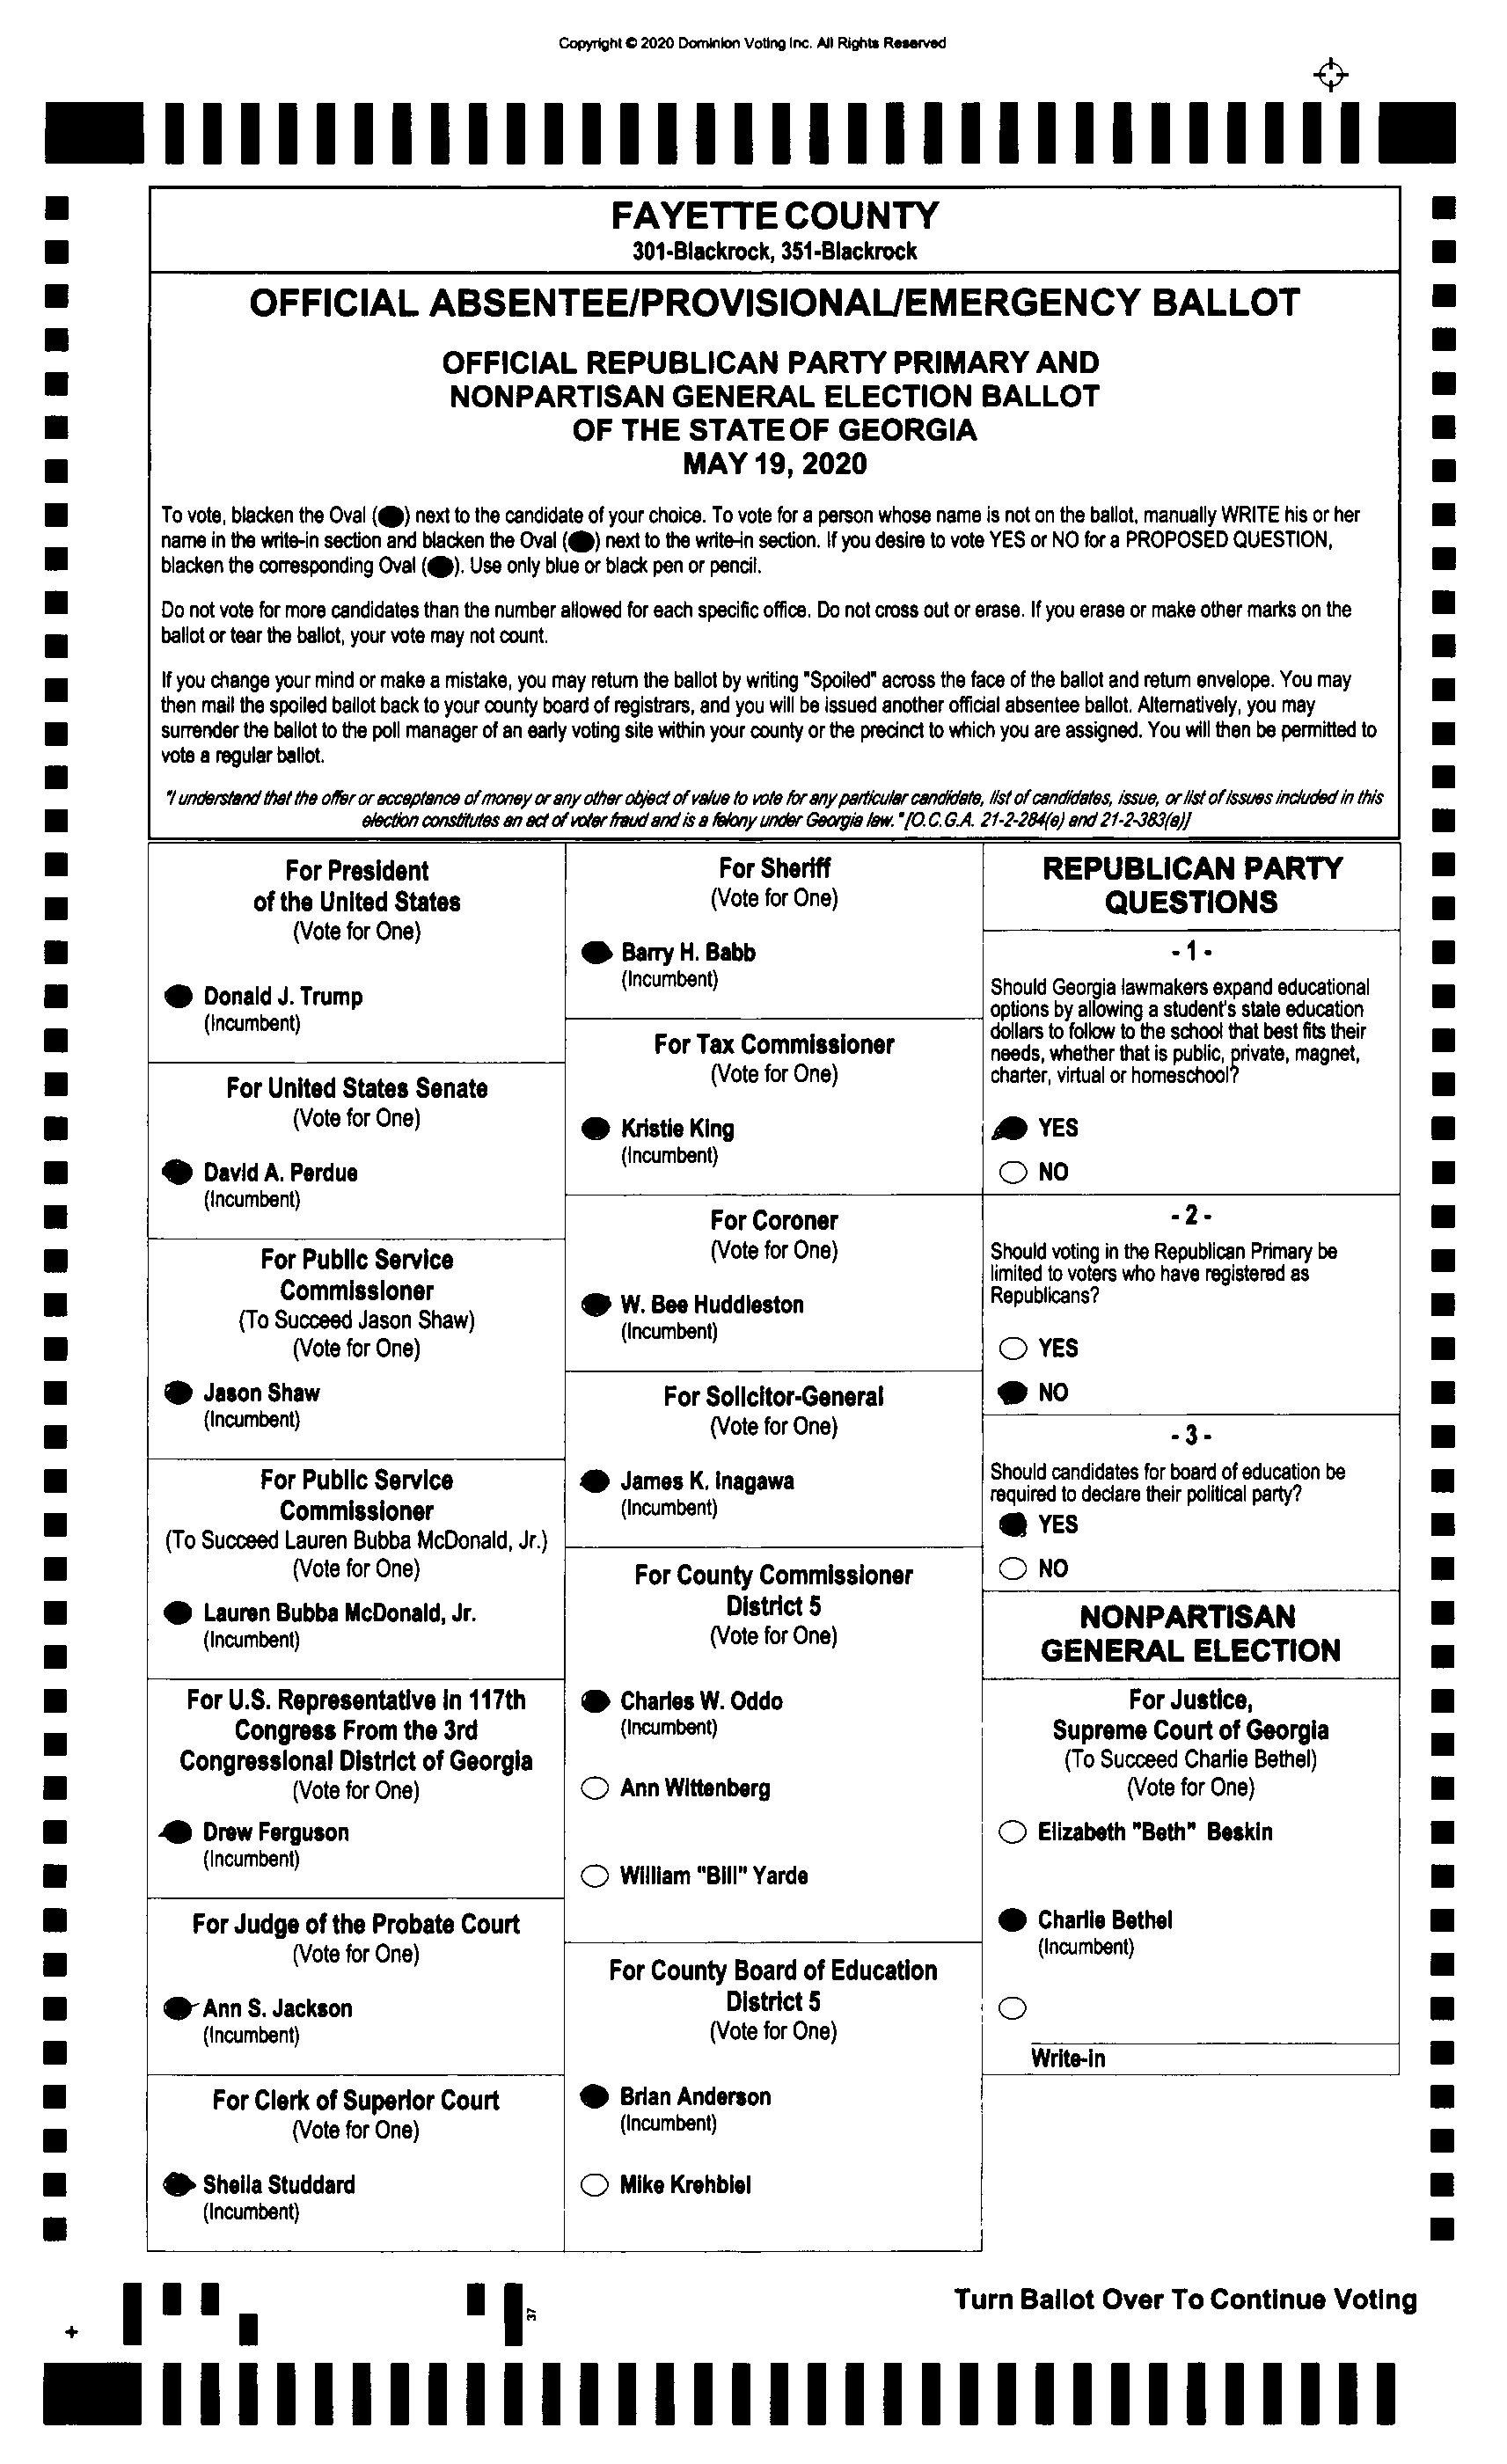 Copyright © 2020 Dominion Voting Inc. All Rights Reserved
FAYETTE COUNTY
301-Blackrock, 351-Blackrock
OFFICIAL ABSENTEE/PROVISIONAL/EMERGENCY BALLOT
OFFICIAL REPUBLICAN PARTY PRIMARY AND
NONPARTISAN GENERAL ELECTION BALLOT
OF THE STATE OF GEORGIA
MAY 19, 2020
To vote, blacken the Oval ( ) next to the candidate of your choice. To vote for a person whose name is not on the ballot, manually WRITE his or her
name in the write-in section and blacken the Oval ( ) next to the write-in section. If you desire to vote YES or NO for a PROPOSED QUESTION,
blacken the corresponding Oval ( ). Use only blue or black pen or pencil.
Do not vote for more candidates than the number allowed for each specific office. Do not cross out or erase. If you erase or make other marks on the
ballot or tear the ballot, your vote may not count.
If you change your mind or make a mistake, you may return the ballot by writing "Spoiled" across the face of the ballot and return envelope. You may
then mail the spoiled ballot back to your county board of registrars, and you will be issued another official absentee ballot. Alternatively, you may
surrender the ballot to the poll manager of an early voting site within your county or the precinct to which you are assigned. You will then be permitted to
vote a regular ballot.
"I understand that the offer or acceptance of money or any other object of value to vote for any particular candidate, list of candidates, issue, or list of issues included in this
election constitutes an act of voter fraud and is a felony under Georgia law." [O.C.G.A. 21-2-284(e) and 21-2-383(a)]
For President
of the United States
(Vote for One)
Donald J. Trump
(Incumbent)
For United States Senate
(Vote for One)
David A. Perdue
(Incumbent)
For Public Service
Commissioner
(To Succeed Jason Shaw)
(Vote for One)
Jason Shaw
(Incumbent)
For Public Service
Commissioner
(To Succeed Lauren Bubba McDonald, Jr.)
(Vote for One)
Lauren Bubba McDonald, Jr.
(Incumbent)
For U.S. Representative in 117th
Congress From the 3rd
Congressional District of Georgia
(Vote for One)
Drew Ferguson
(Incumbent)
For Judge of the Probate Court
(Vote for One)
Ann S. Jackson
(Incumbent)
For Clerk of Superior Court
(Vote for One)
Sheila Studdard
(Incumbent)
For Sheriff
(Vote for One)
Barry H. Babb
(Incumbent)
For Tax Commissioner
(Vote for One)
Kristie King
(Incumbent)
For Coroner
(Vote for One)
W. Bee Huddleston
(Incumbent)
For Solicitor-General
(Vote for One)
James K. Inagawa
(Incumbent)
For County Commissioner
District 5
(Vote for One)
Charles W. Oddo
(Incumbent)
Ann Wittenberg
William "Bill" Yarde
For County Board of Education
District 5
(Vote for One)
Brian Anderson
(Incumbent)
Mike Krehbiel
REPUBLICAN PARTY
QUESTIONS
- 1 -
Should Georgia lawmakers expand educational
options by allowing a student's state education
dollars to follow to the school that best fits their
needs, whether that is public, private, magnet,
charter, virtual or homeschool?
YES
NO
- 2 -
Should voting in the Republican Primary be
limited to voters who have registered as
Republicans?
YES
NO
- 3 -
Should candidates for board of education be
required to declare their political party?
YES
NO
NONPARTISAN
GENERAL ELECTION
For Justice,
Supreme Court of Georgia
(To Succeed Charlie Bethel)
(Vote for One)
Elizabeth "Beth" Beskin
Charlie Bethel
(Incumbent)
Write-in
37
Turn Ballot Over To Continue Voting